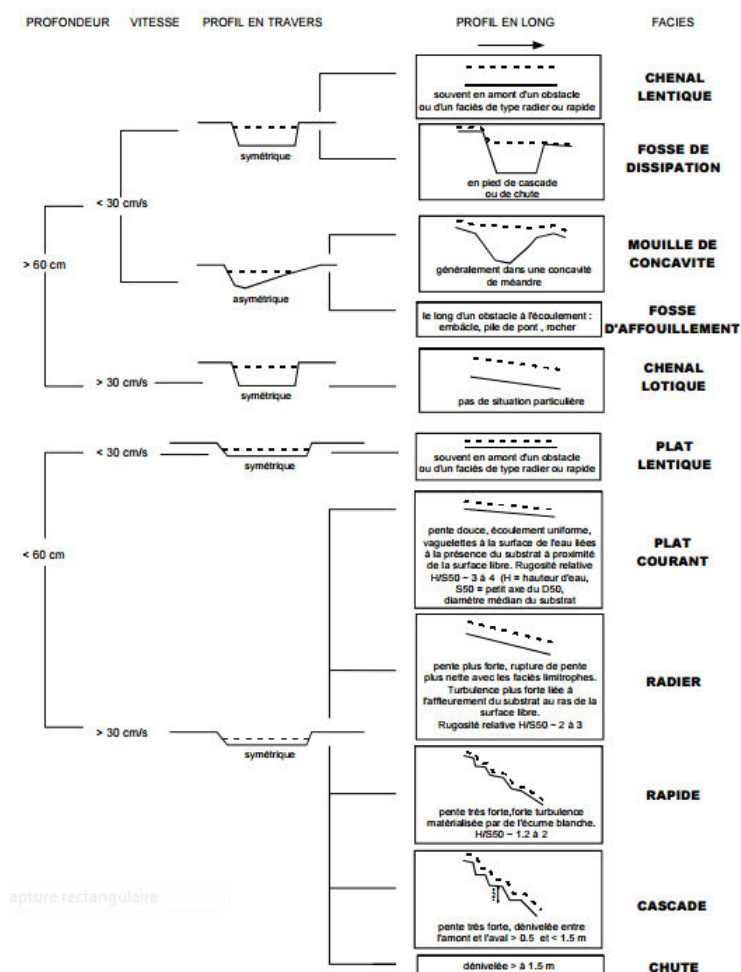 PROFONDEUR VITESSE PROFIL EN TRAVERS PROFIL EN LONG FACIES
souvent en amont d'un obstacle
ou d'un faciés de type radier ou rapide
CHENAL
LENTIQUE
symétrique
en pied de cascade
ou de chute
FOSSE DE
DISSIPATION
< 30 cm/s
> 60 cm
généralement dans une concavité
de méandre
MOUILLE DE
CONCAVITE
asymétrique
le long d'un obstacle à l'écoulement :
embâcle, pile de pont , rocher
FOSSE
D'AFFOUILLEMENT
> 30 cm/s
symétrique
pas de situation particulière
CHENAL
LOTIQUE
< 30 cm/s
symétrique
souvent en amont d'un obstacle
ou d'un faciés de type radier ou rapide
PLAT
LENTIQUE
< 60 cm
pente douce, écoulement uniforme,
vaguelettes à la surface de l'eau liées
à la présence du substrat à proximité
de la surface libre. Rugosité relative
H/S50 ~ 3 à 4 (H = hauteur d'eau,
S50 = petit axe du D50,
diamètre médian du substrat
PLAT
COURANT
pente plus forte, rupture de pente
plus nette avec les faciés limitrophes.
Turbulence plus forte liée à
l'affleurement du substrat au ras de la
surface libre.
Rugosité relative H/S50 ~ 2 à 3
RADIER
> 30 cm/s
symétrique
pente très forte,forte turbulence
matérialisée par de l'écume blanche.
H/S50 ~ 1.2 à 2
RAPIDE
apture rectangulaire
pente très forte, dénivelée entre
l'amont et l'aval > 0.5 et < 1.5 m
CASCADE
dénivelée > à 1.5 m
CHUTE